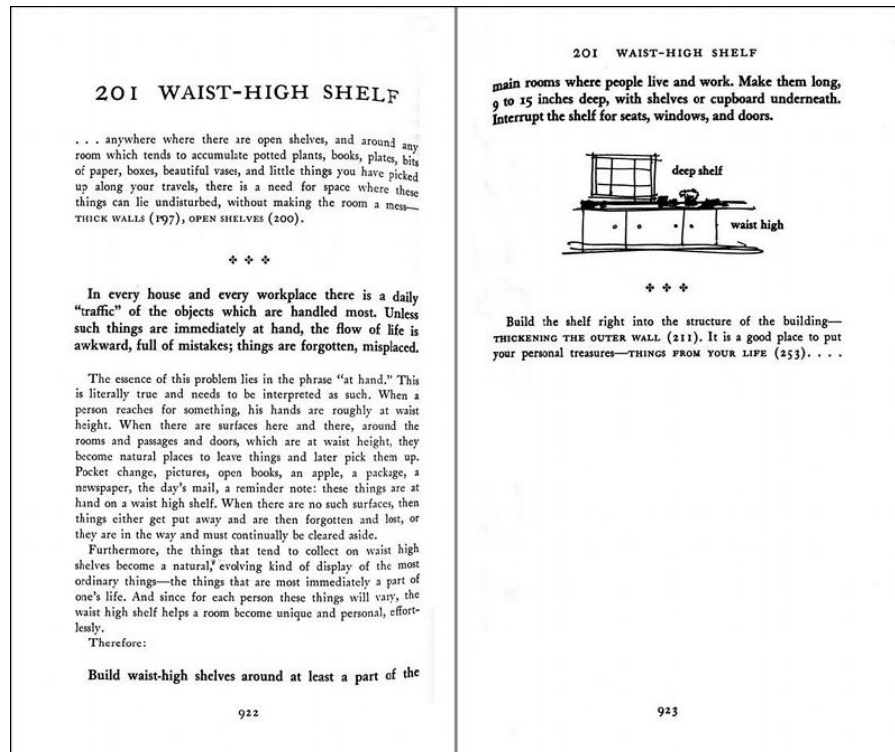 201 WAIST-HIGH SHELF
. . . anywhere where there are open shelves, and around any
room which tends to accumulate potted plants, books, plates, bits
of paper, boxes, beautiful vases, and little things you have picked
up along your travels, there is a need for space where these
things can lie undisturbed, without making the room a mess—
THICK WALLS (197), OPEN SHELVES (200).
In every house and every workplace there is a daily
“traffic” of the objects which are handled most. Unless
such things are immediately at hand, the flow of life is
awkward, full of mistakes; things are forgotten, misplaced.
The essence of this problem lies in the phrase “at hand.” This
is literally true and needs to be interpreted as such. When a
person reaches for something, his hands are roughly at waist
height. When there are surfaces here and there, around the
rooms and passages and doors, which are at waist height, they
become natural places to leave things and later pick them up.
Pocket change, pictures, open books, an apple, a package, a
newspaper, the day’s mail, a reminder note: these things are at
hand on a waist high shelf. When there are no such surfaces, then
things either get put away and are then forgotten and lost, or
they are in the way and must continually be cleared aside.
Furthermore, the things that tend to collect on waist high
shelves become a natural, evolving kind of display of the most
ordinary things—the things that are most immediately a part of
one’s life. And since for each person these things will vary, the
waist high shelf helps a room become unique and personal, effort-
lessly.
Therefore:
Build waist-high shelves around at least a part of the
922
201 WAIST-HIGH SHELF
main rooms where people live and work. Make them long,
9 to 15 inches deep, with shelves or cupboard underneath.
Interrupt the shelf for seats, windows, and doors.
deep shelf
waist high
Build the shelf right into the structure of the building—
THICKENING THE OUTER WALL (211). It is a good place to put
your personal treasures—THINGS FROM YOUR LIFE (253). . . .
923